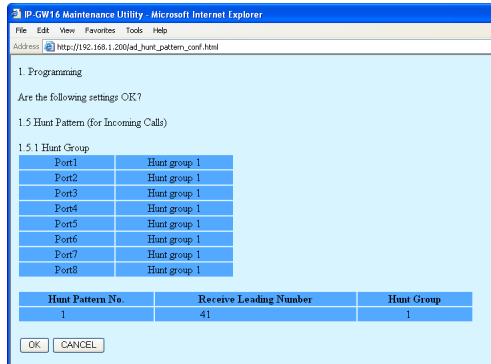 IP-GW16 Maintenance Utility - Microsoft Internet Explorer
File Edit View Favorites Tools Help
Address http://192.168.1.200/ad_hunt_pattern_conf.html
1. Programming
Are the following settings OK?
1.5 Hunt Pattern (for Incoming Calls)
1.5.1 Hunt Group
Port1 Hunt group 1
Port2 Hunt group 1
Port3 Hunt group 1
Port4 Hunt group 1
Port5 Hunt group 1
Port6 Hunt group 1
Port7 Hunt group 1
Port8 Hunt group 1
Hunt Pattern No. Receive Leading Number Hunt Group
1 41 1
OK CANCEL